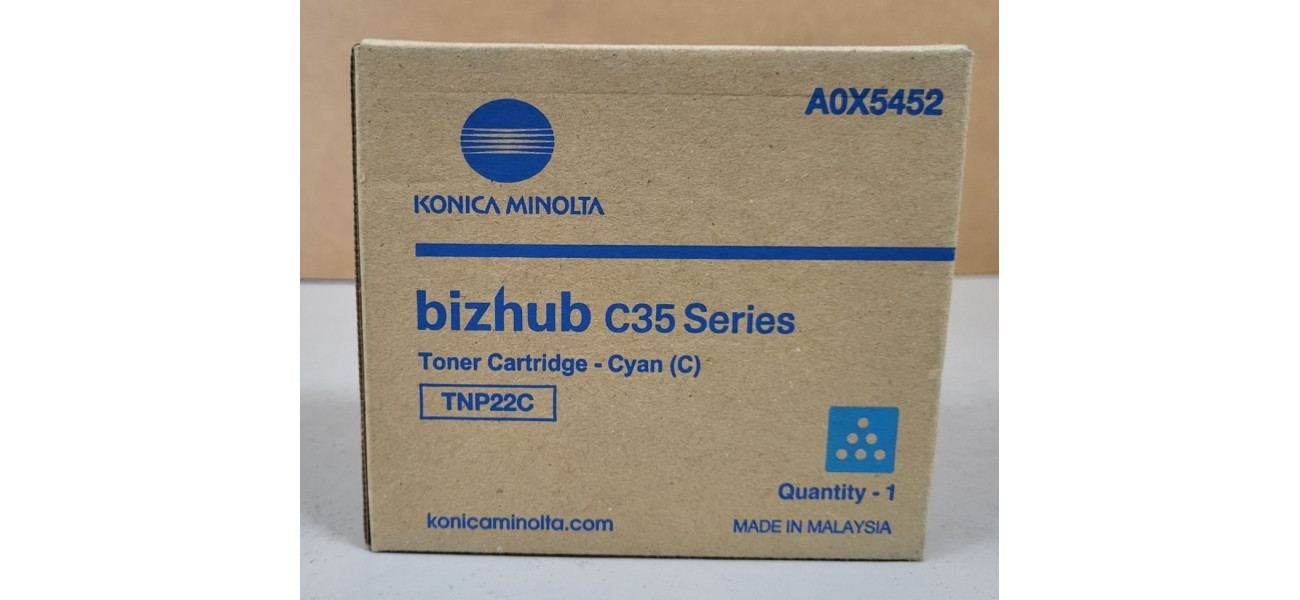 A0X5452
KONICA MINOLTA
bizhub C35 Series
Toner Cartridge - Cyan (C)
TNP22C
Quantity - 1
konicaminolta.com
MADE IN MALAYSIA